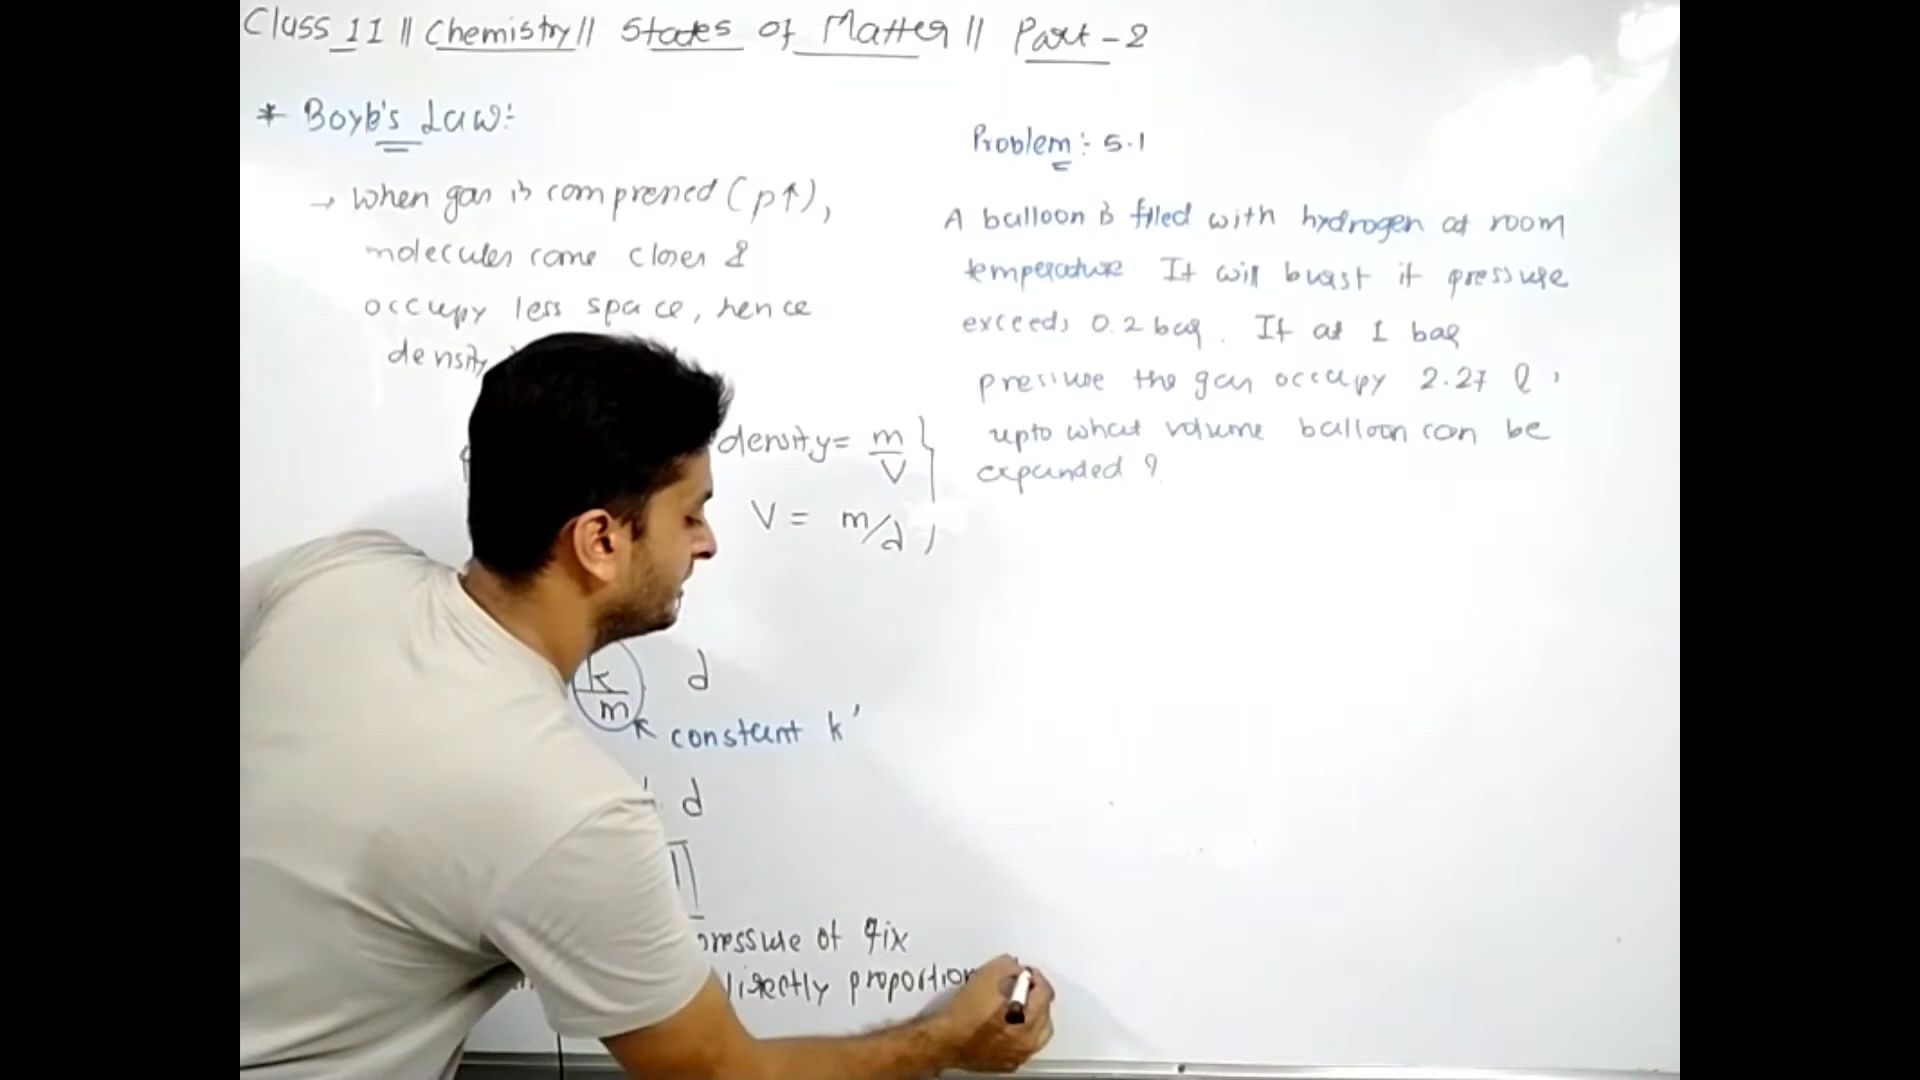 Class 11 || Chemistry || States of Matter || Part - 2
* Boyle's Law:-
→ When gas is compressed (p↑),
molecules come closer &
occupy less space, hence
density
density = m/V }
V = m/d ,
k/m d
constant k'
d
pressure of fix
directly proportion
Problem :- 5.1
A balloon is filled with hydrogen at room
temperature It will burst if pressure
exceeds 0.2 bar . If at 1 bar
pressure the gas occupy 2.27 l ,
upto what volume balloon can be
expanded ?